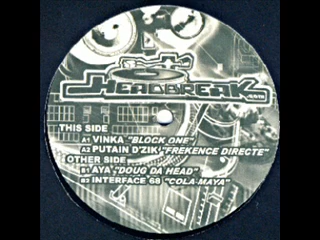 HEADBREAK
.com
THIS SIDE
A1 VINKA "BLOCK ONE"
A2 PUTAIN D'ZIK! "FREKENCE DIRECTE"
OTHER SIDE
B1 AYA "DOUG DA HEAD"
B2 INTERFACE 68 "COLA-MAYA"